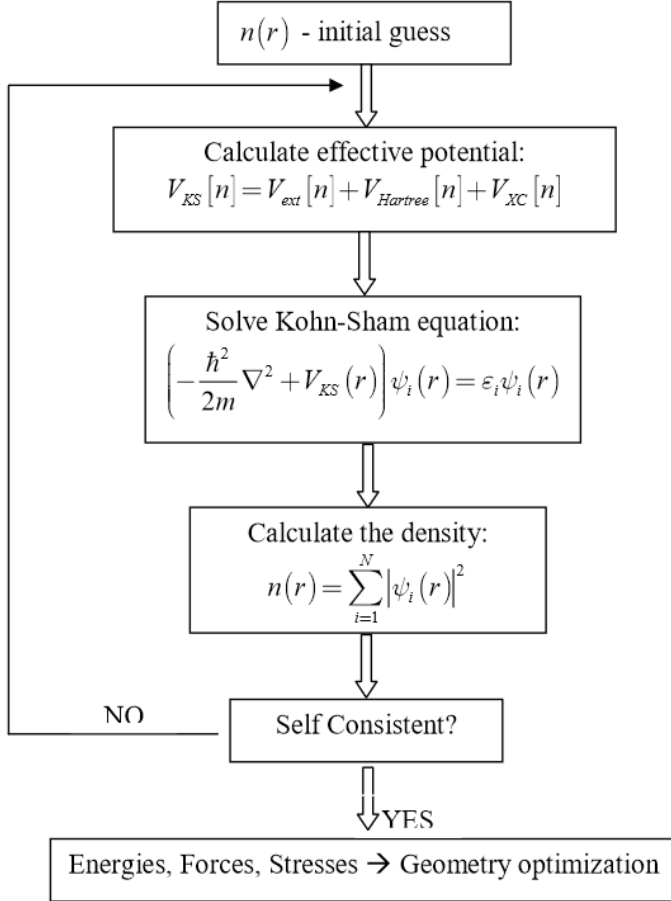 n(r) - initial guess
Calculate effective potential:
V_KS[n] = V_ext[n] + V_Hartree[n] + V_XC[n]
Solve Kohn-Sham equation:
(-ħ²/2m ∇² + V_KS(r)) ψ_i(r) = ε_i ψ_i(r)
Calculate the density:
n(r) = ∑_{i=1}^{N} |ψ_i(r)|²
NO
Self Consistent?
YES
Energies, Forces, Stresses → Geometry optimization